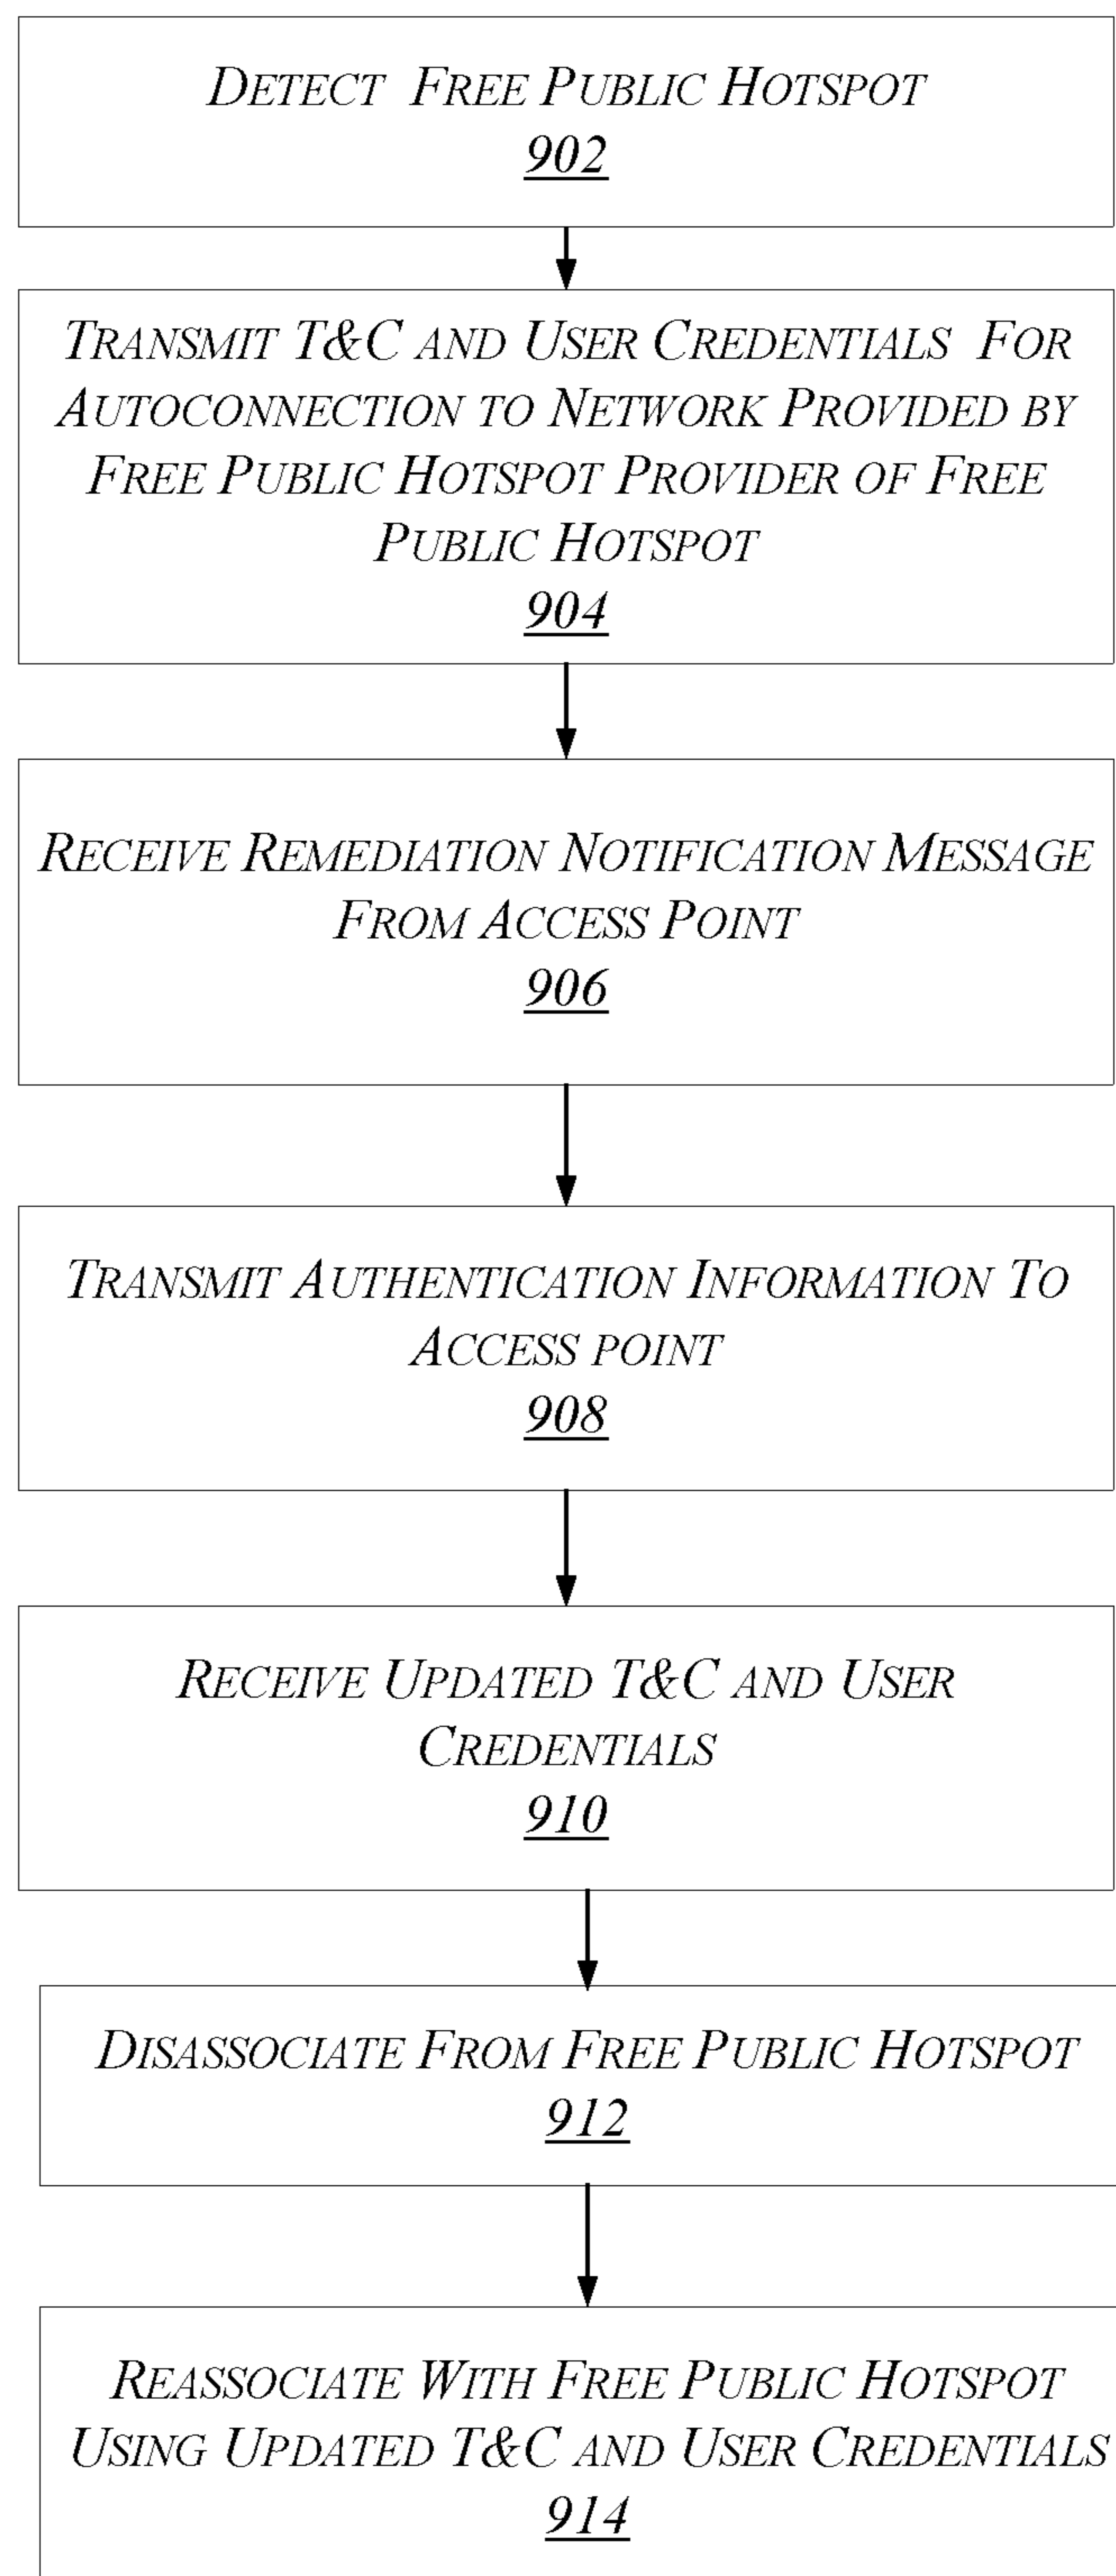 DETECT FREE PUBLIC HOTSPOT
902
TRANSMIT T&C AND USER CREDENTIALS FOR
AUTOCONNECTION TO NETWORK PROVIDED BY
FREE PUBLIC HOTSPOT PROVIDER OF FREE
PUBLIC HOTSPOT
904
RECEIVE REMEDIATION NOTIFICATION MESSAGE
FROM ACCESS POINT
906
TRANSMIT AUTHENTICATION INFORMATION TO
ACCESS POINT
908
RECEIVE UPDATED T&C AND USER
CREDENTIALS
910
DISASSOCIATE FROM FREE PUBLIC HOTSPOT
912
REASSOCIATE WITH FREE PUBLIC HOTSPOT
USING UPDATED T&C AND USER CREDENTIALS
914